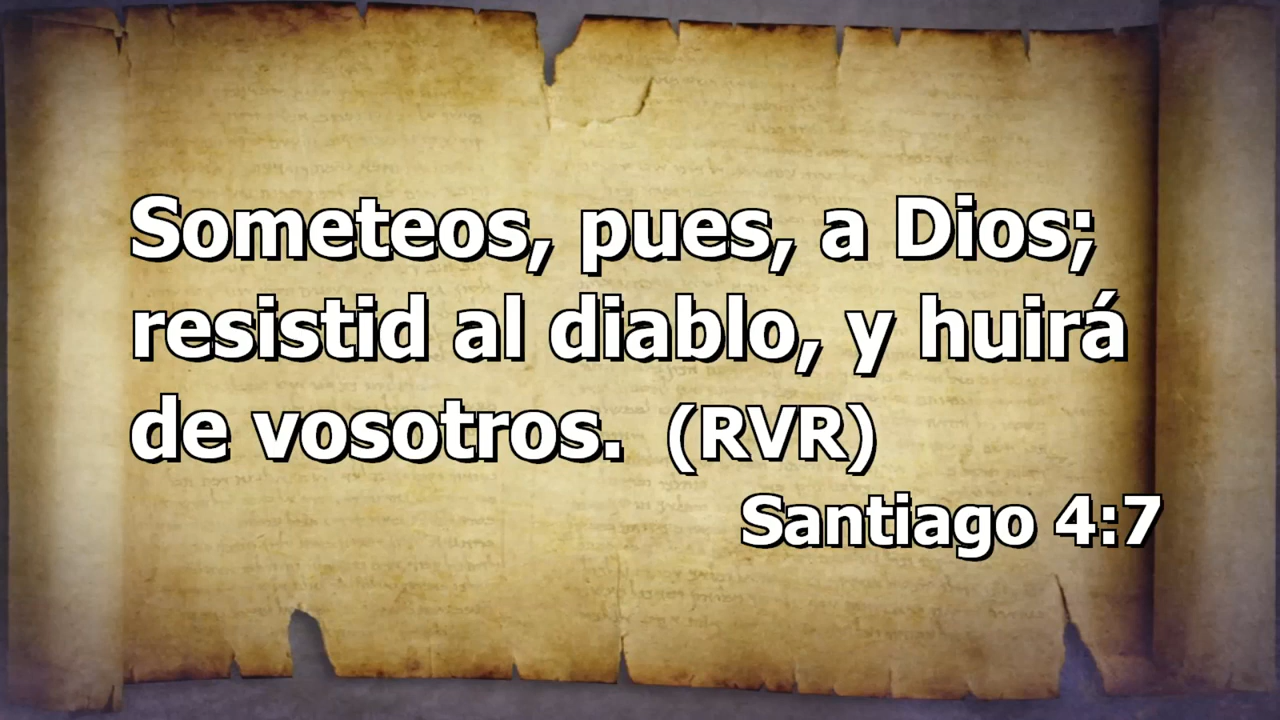 Someteos, pues, a Dios;
resistid al diablo, y huirá
de vosotros. (RVR)
Santiago 4:7